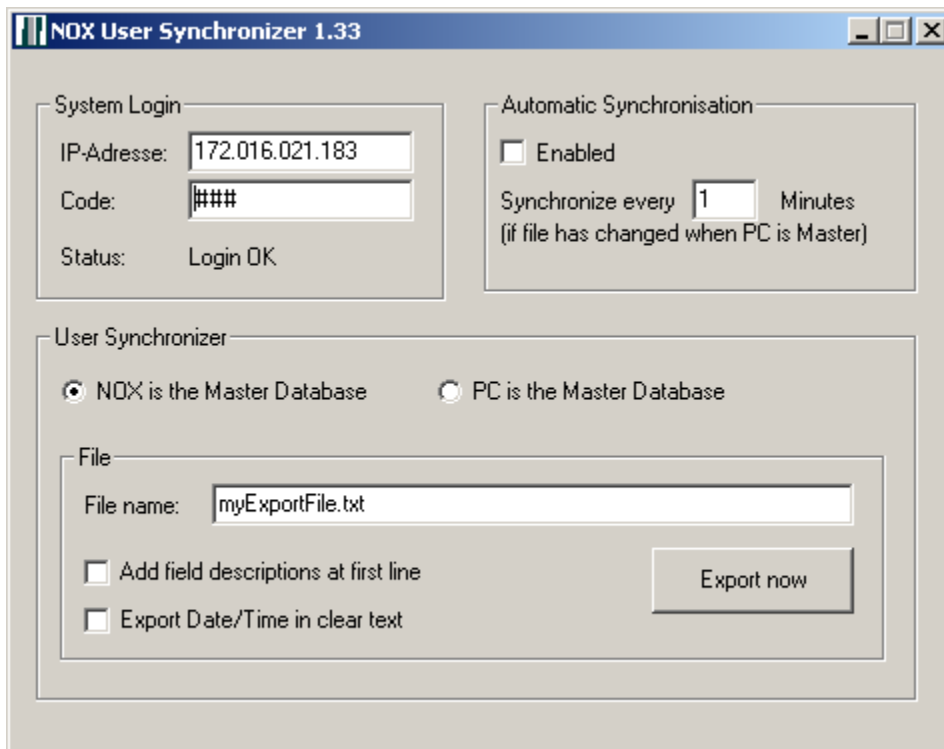 NOX User Synchronizer 1.33
System Login
IP-Adresse: 172.016.021.183
Code: ###
Status: Login OK
Automatic Synchronisation
Enabled
Synchronize every 1 Minutes
(if file has changed when PC is Master)
User Synchronizer
NOX is the Master Database PC is the Master Database
File
File name: myExportFile.txt
Add field descriptions at first line
Export now
Export Date/Time in clear text